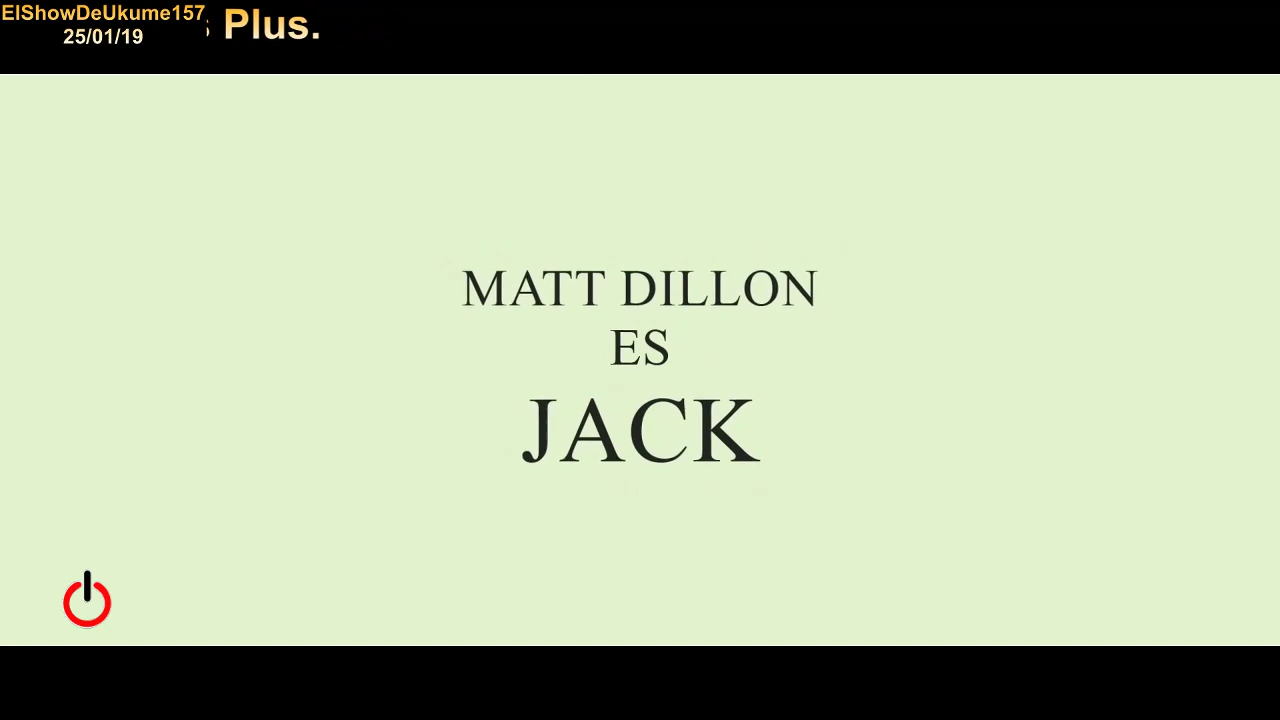 ElShowDeUkume157
25/01/19
Plus.
MATT DILLON
ES
JACK